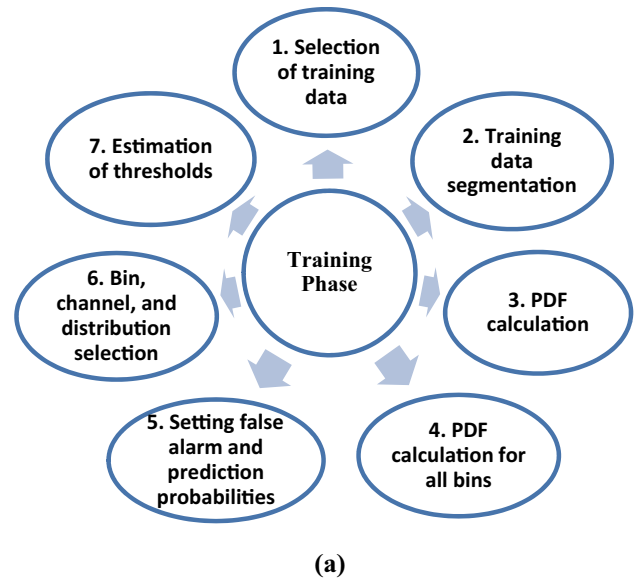 1. Selection
of training
data
2. Training
data
segmentation
3. PDF
calculation
4. PDF
calculation for
all bins
5. Setting false
alarm and
prediction
probabilities
6. Bin,
channel, and
distribution
selection
7. Estimation
of thresholds
Training
Phase
(a)